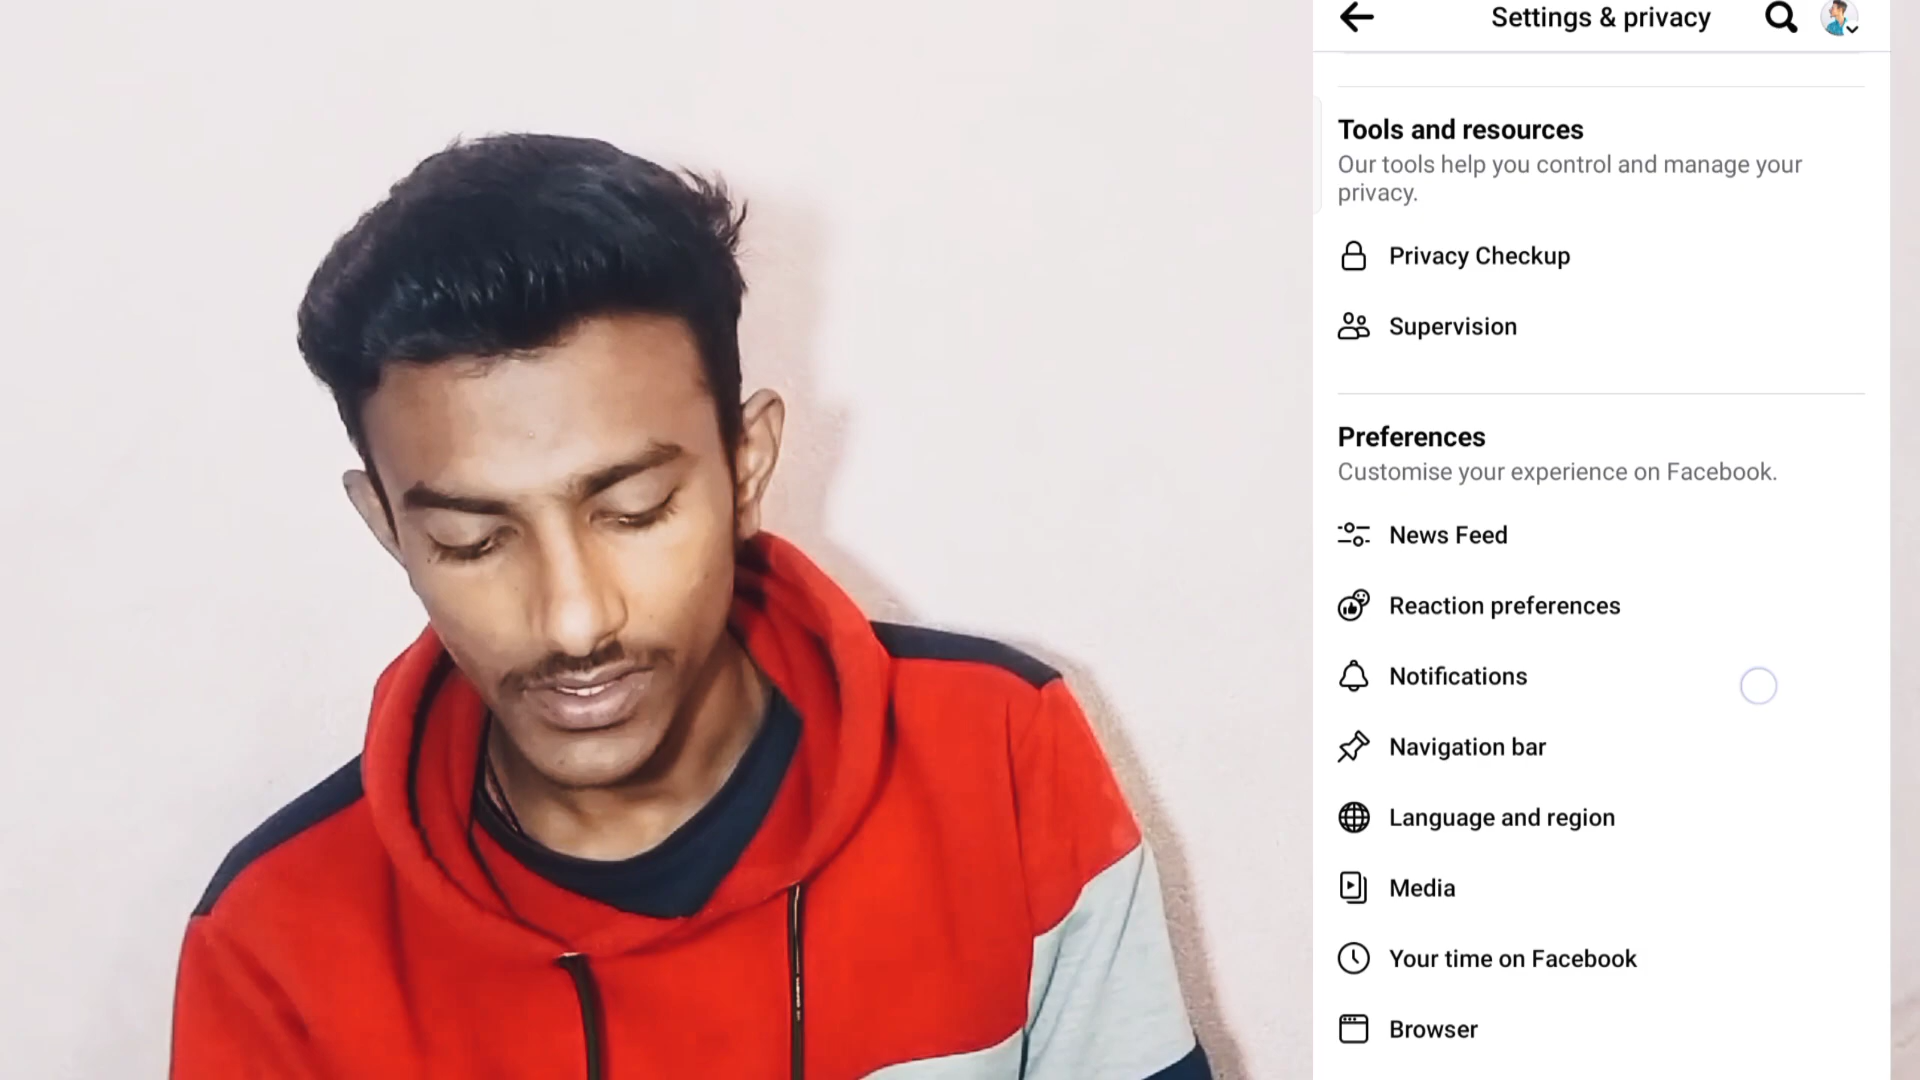 Settings & privacy
Tools and resources
Our tools help you control and manage your
privacy.
Privacy Checkup
Supervision
Preferences
Customise your experience on Facebook.
News Feed
Reaction preferences
Notifications
Navigation bar
Language and region
Media
Your time on Facebook
Browser